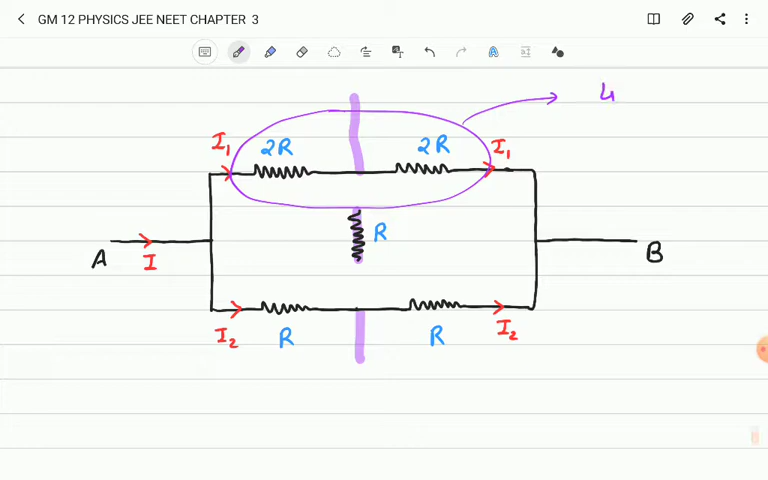 GM 12 PHYSICS JEE NEET CHAPTER 3
4
I₁ 2R 2R I₁
R
A I B
I₂ R R I₂